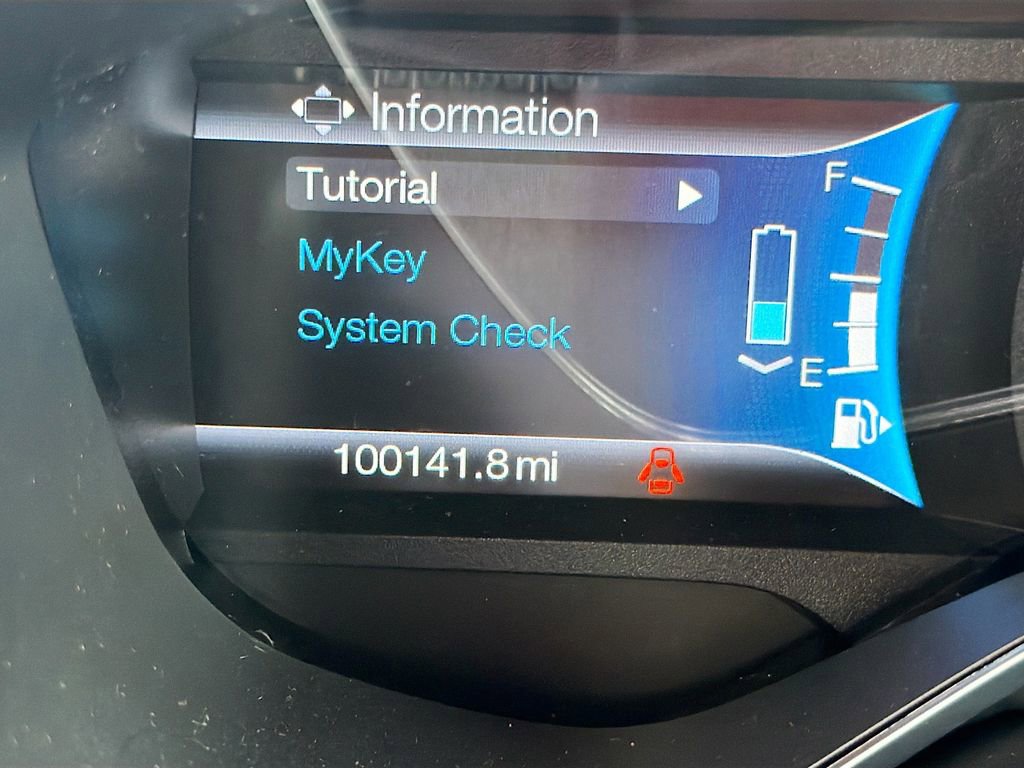 Information
Tutorial
MyKey
System Check
F
E
100141.8 mi